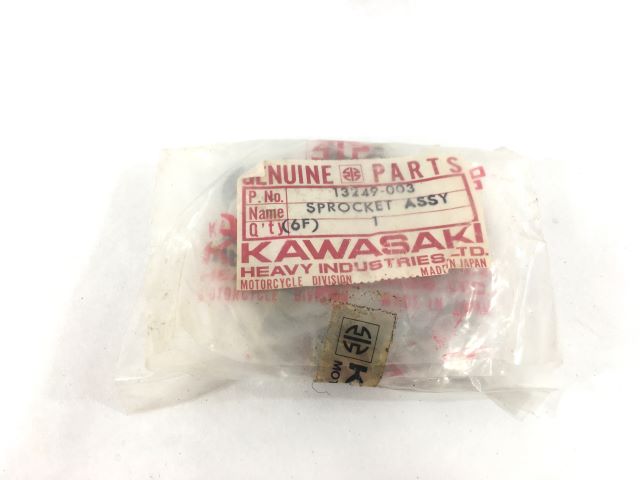 GENUINE PARTS
P. No. 13249-003
Name SPROCKET ASSY
Q'ty (6F) 1
KAWASAKI
HEAVY INDUSTRIES, LTD.
MOTORCYCLE DIVISION MADE IN JAPAN
K
MO